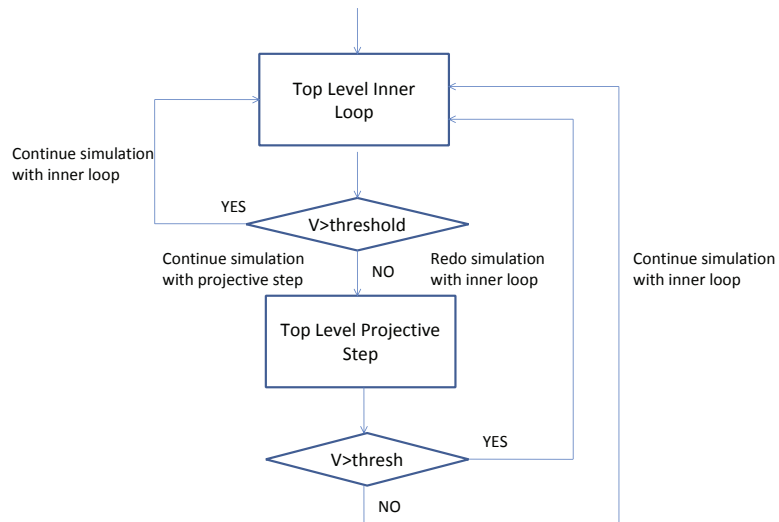 Top Level Inner
Loop
Continue simulation
with inner loop
YES
V>threshold
Continue simulation
with projective step
NO
Redo simulation
with inner loop
Continue simulation
with inner loop
Top Level Projective
Step
V>thresh
YES
NO